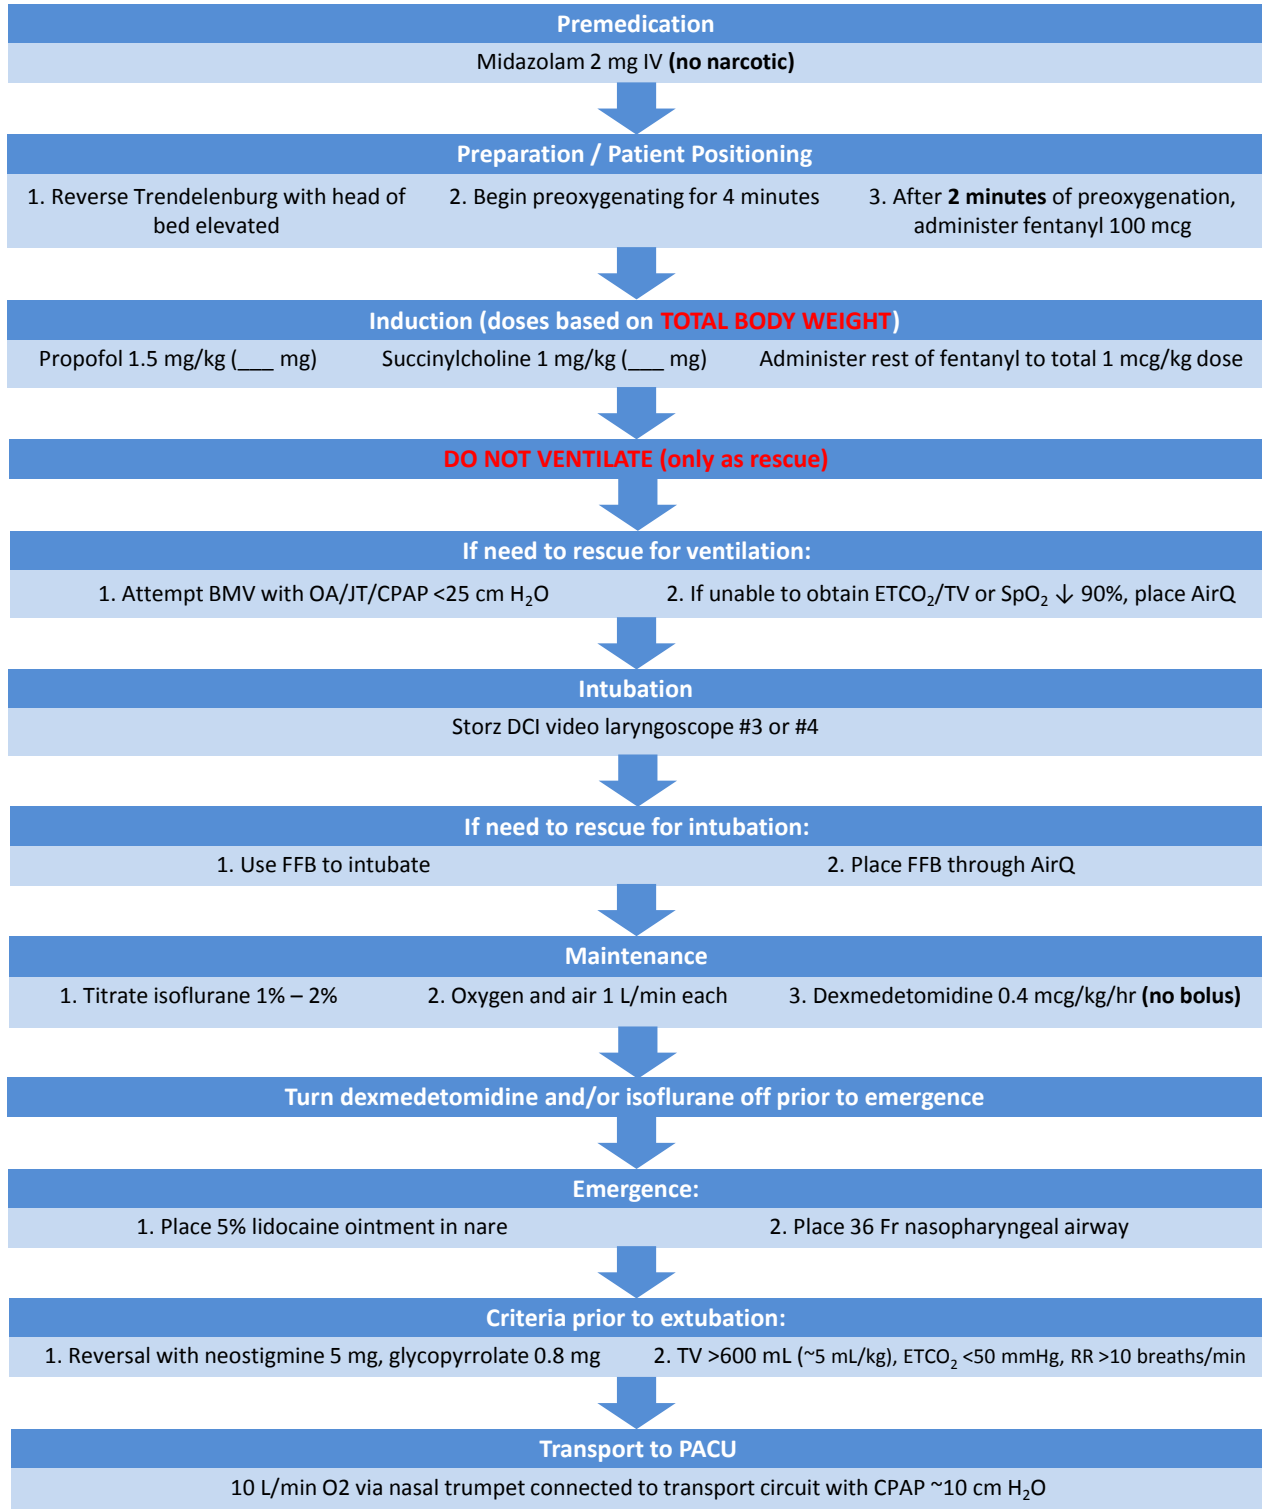 Premedication
Midazolam 2 mg IV (no narcotic)
Preparation / Patient Positioning
1. Reverse Trendelenburg with head of
bed elevated
2. Begin preoxygenating for 4 minutes
3. After 2 minutes of preoxygenation,
administer fentanyl 100 mcg
Induction (doses based on TOTAL BODY WEIGHT)
Propofol 1.5 mg/kg (___ mg)
Succinylcholine 1 mg/kg (___ mg)
Administer rest of fentanyl to total 1 mcg/kg dose
DO NOT VENTILATE (only as rescue)
If need to rescue for ventilation:
1. Attempt BMV with OA/JT/CPAP <25 cm H₂O
2. If unable to obtain ETCO₂/TV or SpO₂ ↓ 90%, place AirQ
Intubation
Storz DCI video laryngoscope #3 or #4
If need to rescue for intubation:
1. Use FFB to intubate
2. Place FFB through AirQ
Maintenance
1. Titrate isoflurane 1% – 2%
2. Oxygen and air 1 L/min each
3. Dexmedetomidine 0.4 mcg/kg/hr (no bolus)
Turn dexmedetomidine and/or isoflurane off prior to emergence
Emergence:
1. Place 5% lidocaine ointment in nare
2. Place 36 Fr nasopharyngeal airway
Criteria prior to extubation:
1. Reversal with neostigmine 5 mg, glycopyrrolate 0.8 mg
2. TV >600 mL (~5 mL/kg), ETCO₂ <50 mmHg, RR >10 breaths/min
Transport to PACU
10 L/min O2 via nasal trumpet connected to transport circuit with CPAP ~10 cm H₂O